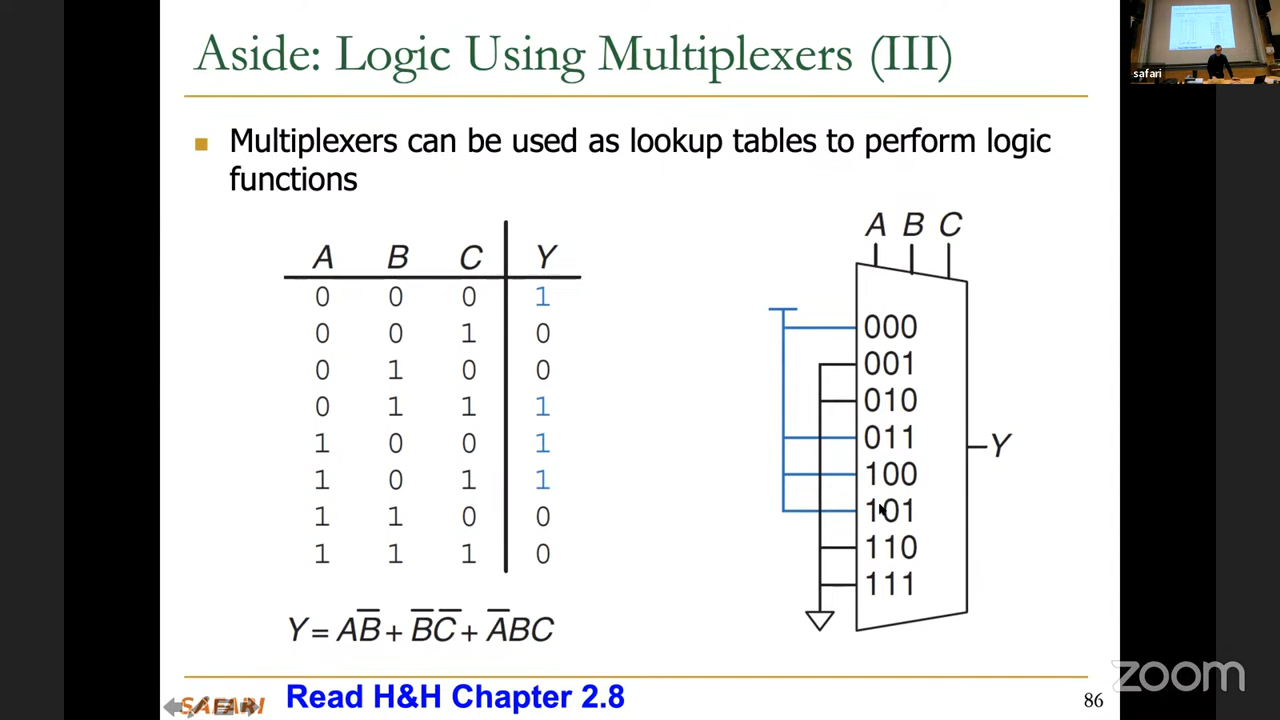 Aside: Logic Using Multiplexers (III)
safari
Multiplexers can be used as lookup tables to perform logic
functions
A B C Y
0 0 0 1
0 0 1 0
0 1 0 0
0 1 1 1
1 0 0 1
1 0 1 1
1 1 0 0
1 1 1 0
Y = AB̅ + B̅C̅ + A̅BC
A B C
000
001
010
011
100
101
110
111
Y
SAFARI
Read H&H Chapter 2.8
86
zoom